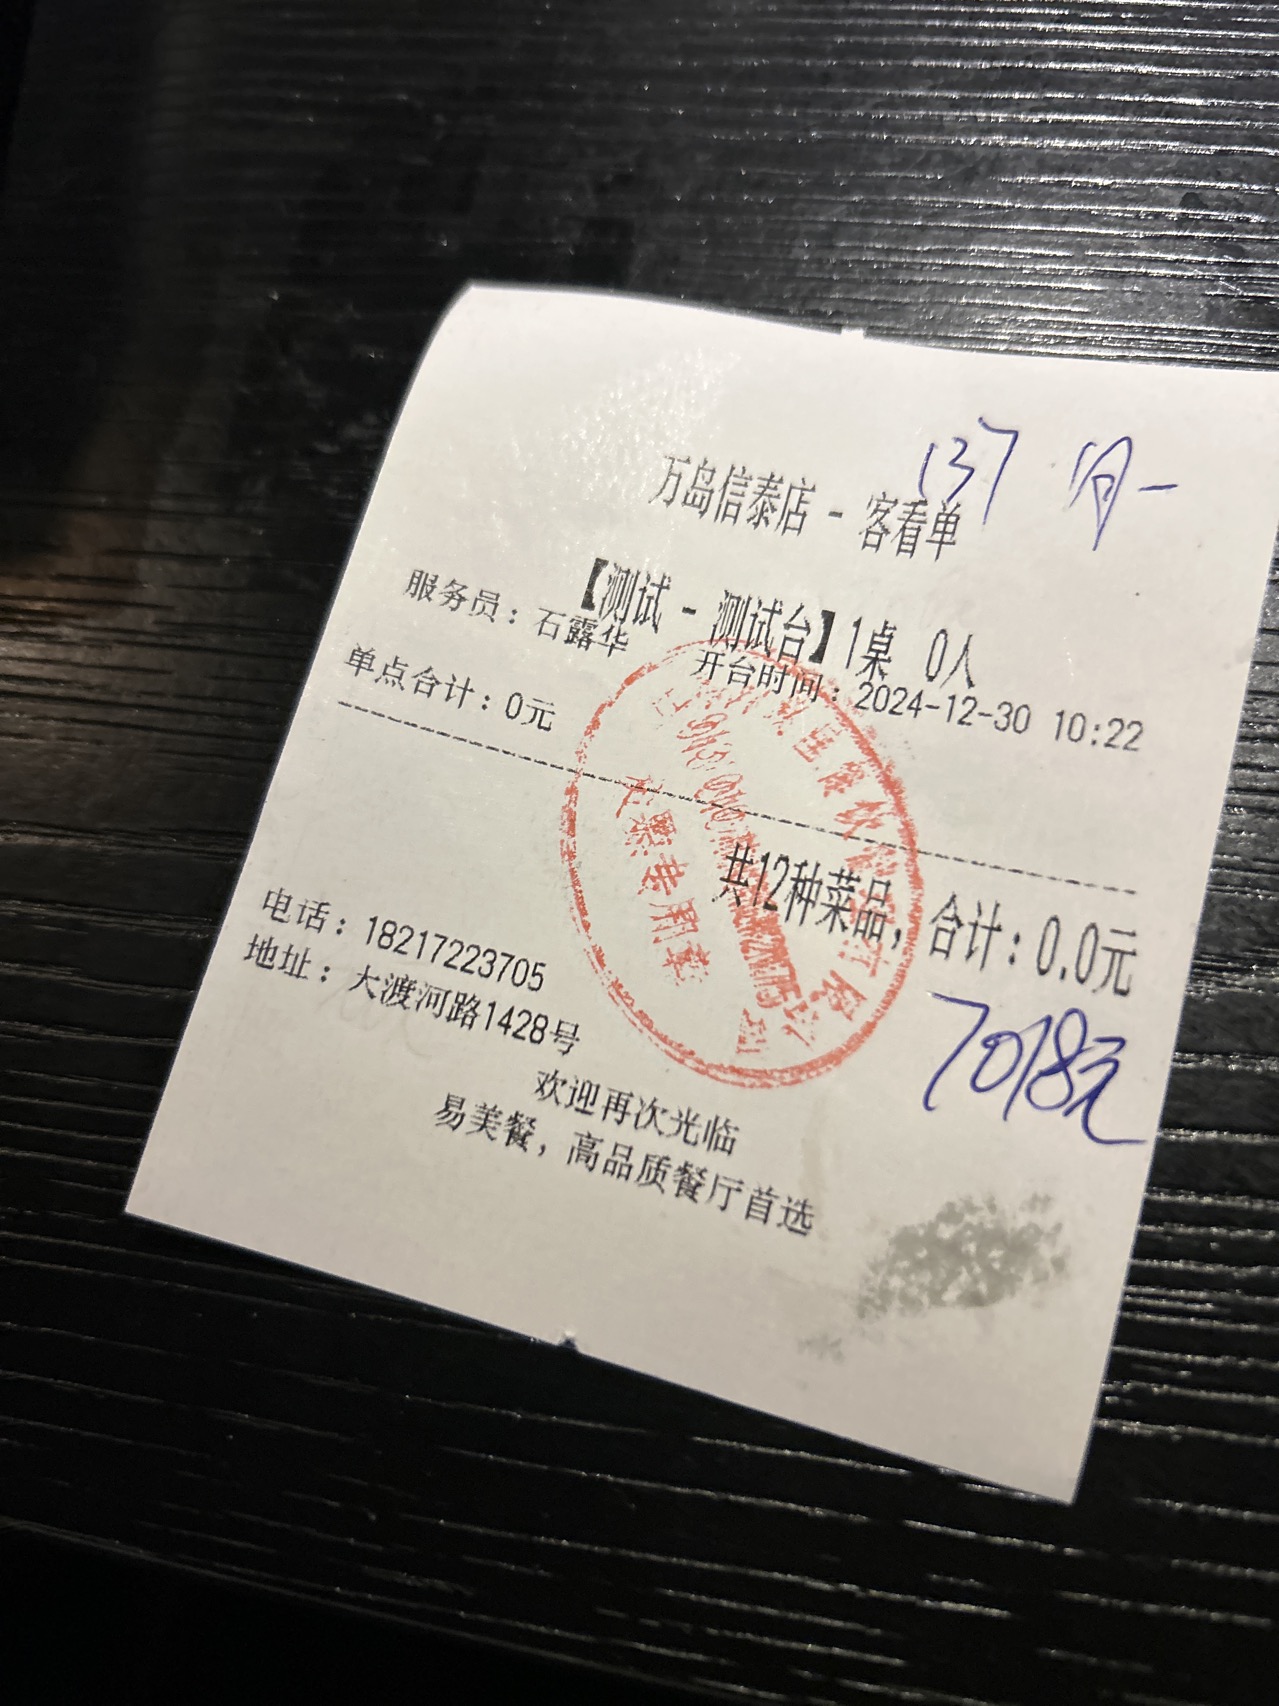 137
万岛信泰店 - 客看单
【测试 - 测试台】1桌 0人
服务员：石露华 开台时间：2024-12-30 10:22
单点合计：0元
共12种菜品，合计：0.0元
7018元
发票专用章
电话：18217223705
地址：大渡河路1428号
欢迎再次光临
易美餐，高品质餐厅首选